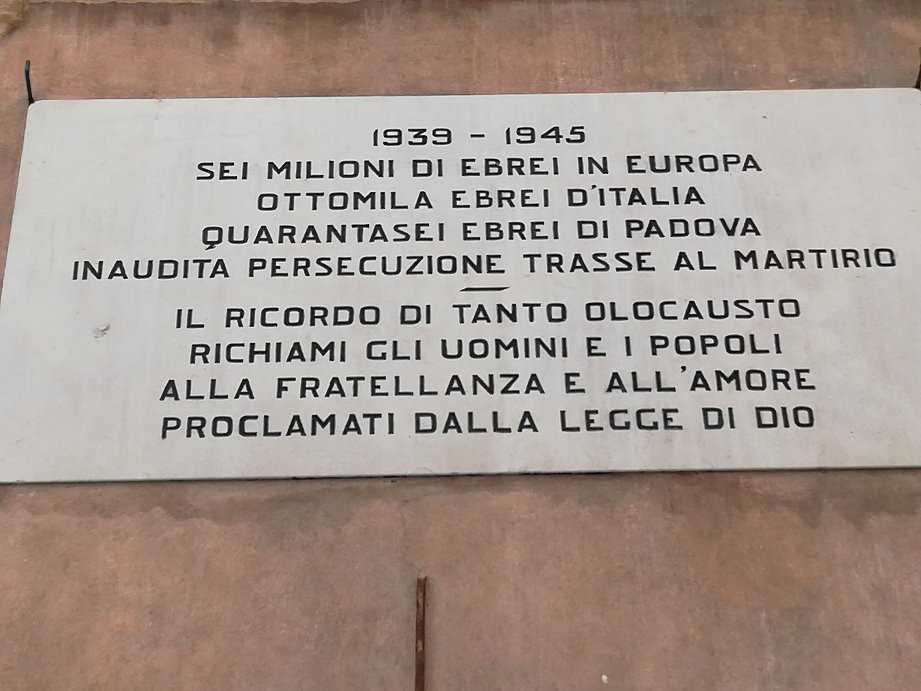 1939 - 1945
SEI MILIONI DI EBREI IN EUROPA
OTTOMILA EBREI D'ITALIA
QUARANTASEI EBREI DI PADOVA
INAUDITA PERSECUZIONE TRASSE AL MARTIRIO
IL RICORDO DI TANTO OLOCAUSTO
RICHIAMI GLI UOMINI E I POPOLI
ALLA FRATELLANZA E ALL'AMORE
PROCLAMATI DALLA LEGGE DI DIO